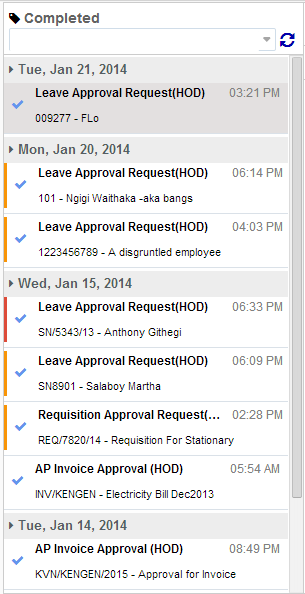 Completed
Tue, Jan 21, 2014
Leave Approval Request(HOD) 03:21 PM
009277 - FLo
Mon, Jan 20, 2014
Leave Approval Request(HOD) 06:14 PM
101 - Ngigi Waithaka -aka bangs
Leave Approval Request(HOD) 04:03 PM
1223456789 - A disgruntled employee
Wed, Jan 15, 2014
Leave Approval Request(HOD) 06:33 PM
SN/5343/13 - Anthony Githegi
Leave Approval Request(HOD) 06:09 PM
SN8901 - Salaboy Martha
Requisition Approval Request(... 02:28 PM
REQ/7820/14 - Requisition For Stationary
AP Invoice Approval (HOD) 05:54 AM
INV/KENGEN - Electricity Bill Dec2013
Tue, Jan 14, 2014
AP Invoice Approval (HOD) 08:49 PM
KVN/KENGEN/2015 - Approval for Invoice